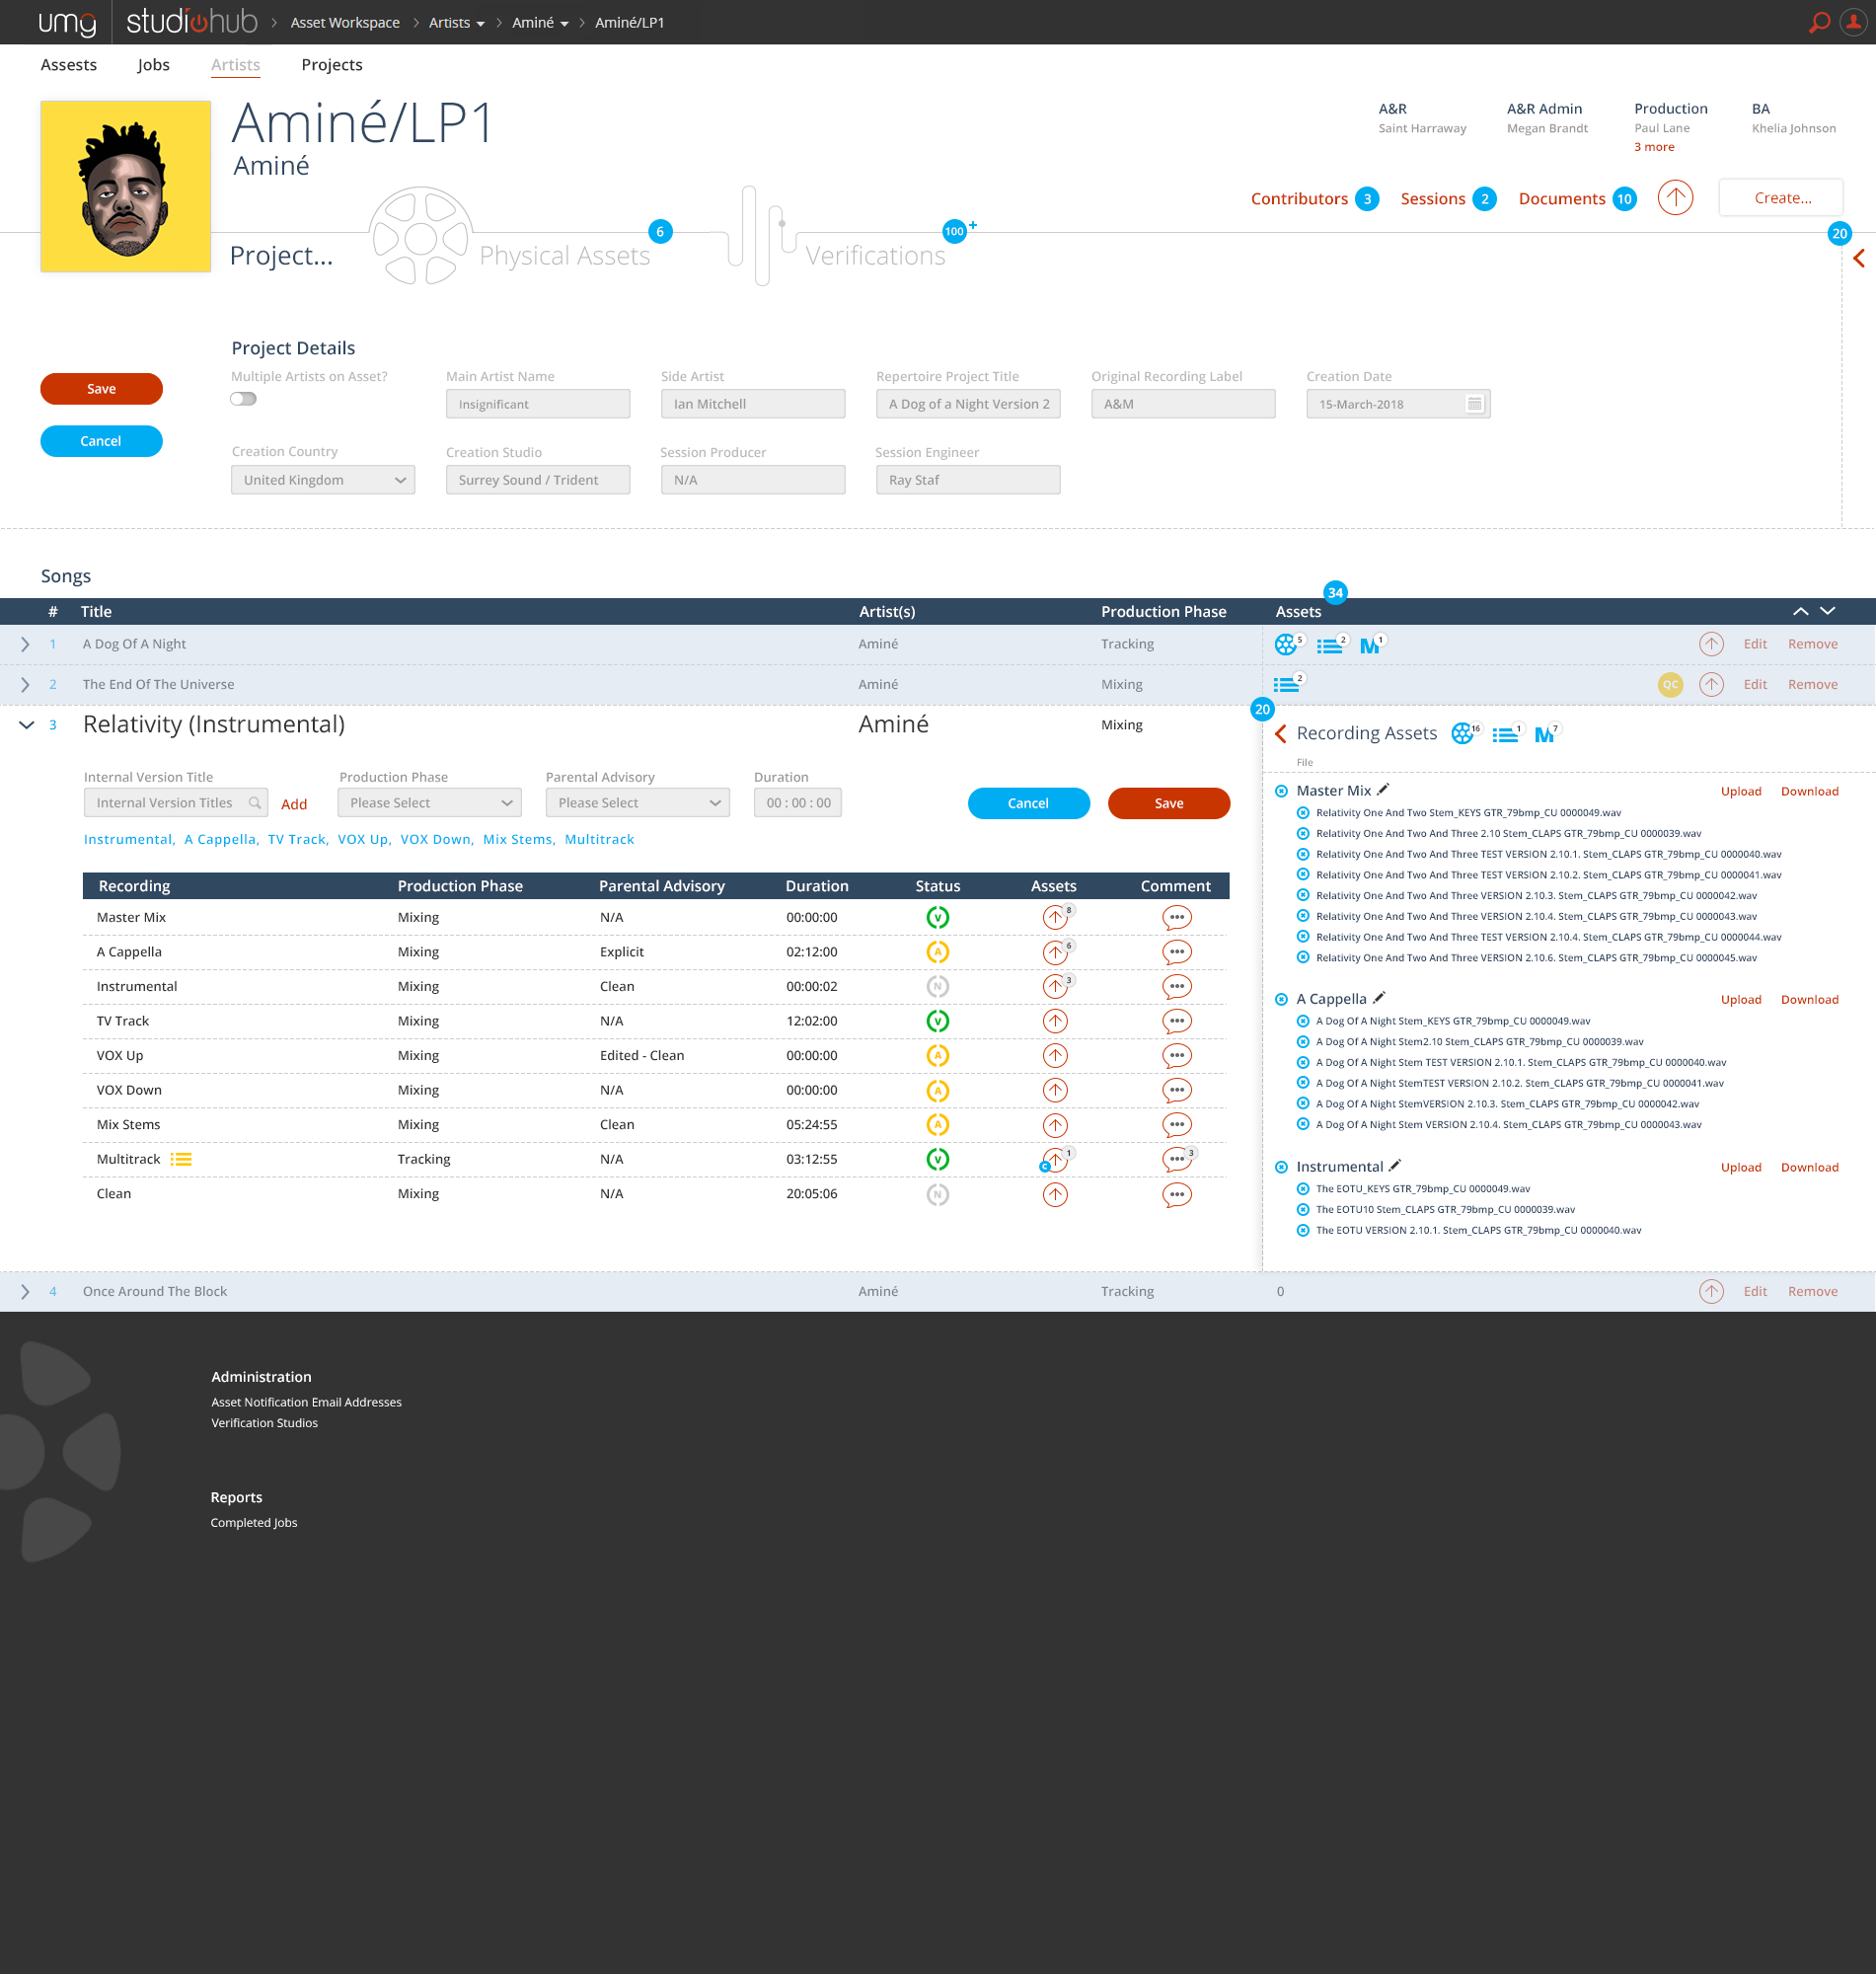 umg studiohub > Asset Workspace > Artists > Aminé > Aminé/LP1
Assests Jobs Artists Projects
Aminé/LP1
Aminé
A&R A&R Admin Production BA
Saint Harraway Megan Brandt Paul Lane Khelia Johnson
3 more
Contributors 3 Sessions 2 Documents 10 Create...
Project... Physical Assets 6 Verifications 100+ 20
Project Details
Multiple Artists on Asset? Main Artist Name Side Artist Repertoire Project Title Original Recording Label Creation Date
Insignificant Ian Mitchell A Dog of a Night Version 2 A&M 15-March-2018
Save
Cancel
Creation Country Creation Studio Session Producer Session Engineer
United Kingdom Surrey Sound / Trident N/A Ray Staf
Songs
34
# Title Artist(s) Production Phase Assets
1 A Dog Of A Night Aminé Tracking 5 2 M 1 Edit Remove
2 The End Of The Universe Aminé Mixing 2 QC Edit Remove
3 Relativity (Instrumental) Aminé Mixing
Internal Version Title Production Phase Parental Advisory Duration
Internal Version Titles Add Please Select Please Select 00 : 00 : 00 Cancel Save
Instrumental, A Cappella, TV Track, VOX Up, VOX Down, Mix Stems, Multitrack
Recording Production Phase Parental Advisory Duration Status Assets Comment
Master Mix Mixing N/A 00:00:00 V 8
A Cappella Mixing Explicit 02:12:00 A 6
Instrumental Mixing Clean 00:00:02 N 3
TV Track Mixing N/A 12:02:00 V
VOX Up Mixing Edited - Clean 00:00:00 A
VOX Down Mixing N/A 00:00:00 A
Mix Stems Mixing Clean 05:24:55 A
Multitrack Tracking N/A 03:12:55 V C 1 3
Clean Mixing N/A 20:05:06 N
20
Recording Assets 16 1 M 7
File
Master Mix Upload Download
Relativity One And Two Stem_KEYS GTR_79bmp_CU 0000049.wav
Relativity One And Two And Three 2.10 Stem_CLAPS GTR_79bmp_CU 0000039.wav
Relativity One And Two And Three TEST VERSION 2.10.1. Stem_CLAPS GTR_79bmp_CU 0000040.wav
Relativity One And Two And Three TEST VERSION 2.10.2. Stem_CLAPS GTR_79bmp_CU 0000041.wav
Relativity One And Two And Three VERSION 2.10.3. Stem_CLAPS GTR_79bmp_CU 0000042.wav
Relativity One And Two And Three VERSION 2.10.4. Stem_CLAPS GTR_79bmp_CU 0000043.wav
Relativity One And Two And Three TEST VERSION 2.10.4. Stem_CLAPS GTR_79bmp_CU 0000044.wav
Relativity One And Two And Three VERSION 2.10.6. Stem_CLAPS GTR_79bmp_CU 0000045.wav
A Cappella Upload Download
A Dog Of A Night Stem_KEYS GTR_79bmp_CU 0000049.wav
A Dog Of A Night Stem2.10 Stem_CLAPS GTR_79bmp_CU 0000039.wav
A Dog Of A Night Stem TEST VERSION 2.10.1. Stem_CLAPS GTR_79bmp_CU 0000040.wav
A Dog Of A Night StemTEST VERSION 2.10.2. Stem_CLAPS GTR_79bmp_CU 0000041.wav
A Dog Of A Night StemVERSION 2.10.3. Stem_CLAPS GTR_79bmp_CU 0000042.wav
A Dog Of A Night Stem VERSION 2.10.4. Stem_CLAPS GTR_79bmp_CU 0000043.wav
Instrumental Upload Download
The EOTU_KEYS GTR_79bmp_CU 0000049.wav
The EOTU10 Stem_CLAPS GTR_79bmp_CU 0000039.wav
The EOTU VERSION 2.10.1. Stem_CLAPS GTR_79bmp_CU 0000040.wav
4 Once Around The Block Aminé Tracking 0 Edit Remove
Administration
Asset Notification Email Addresses
Verification Studios
Reports
Completed Jobs